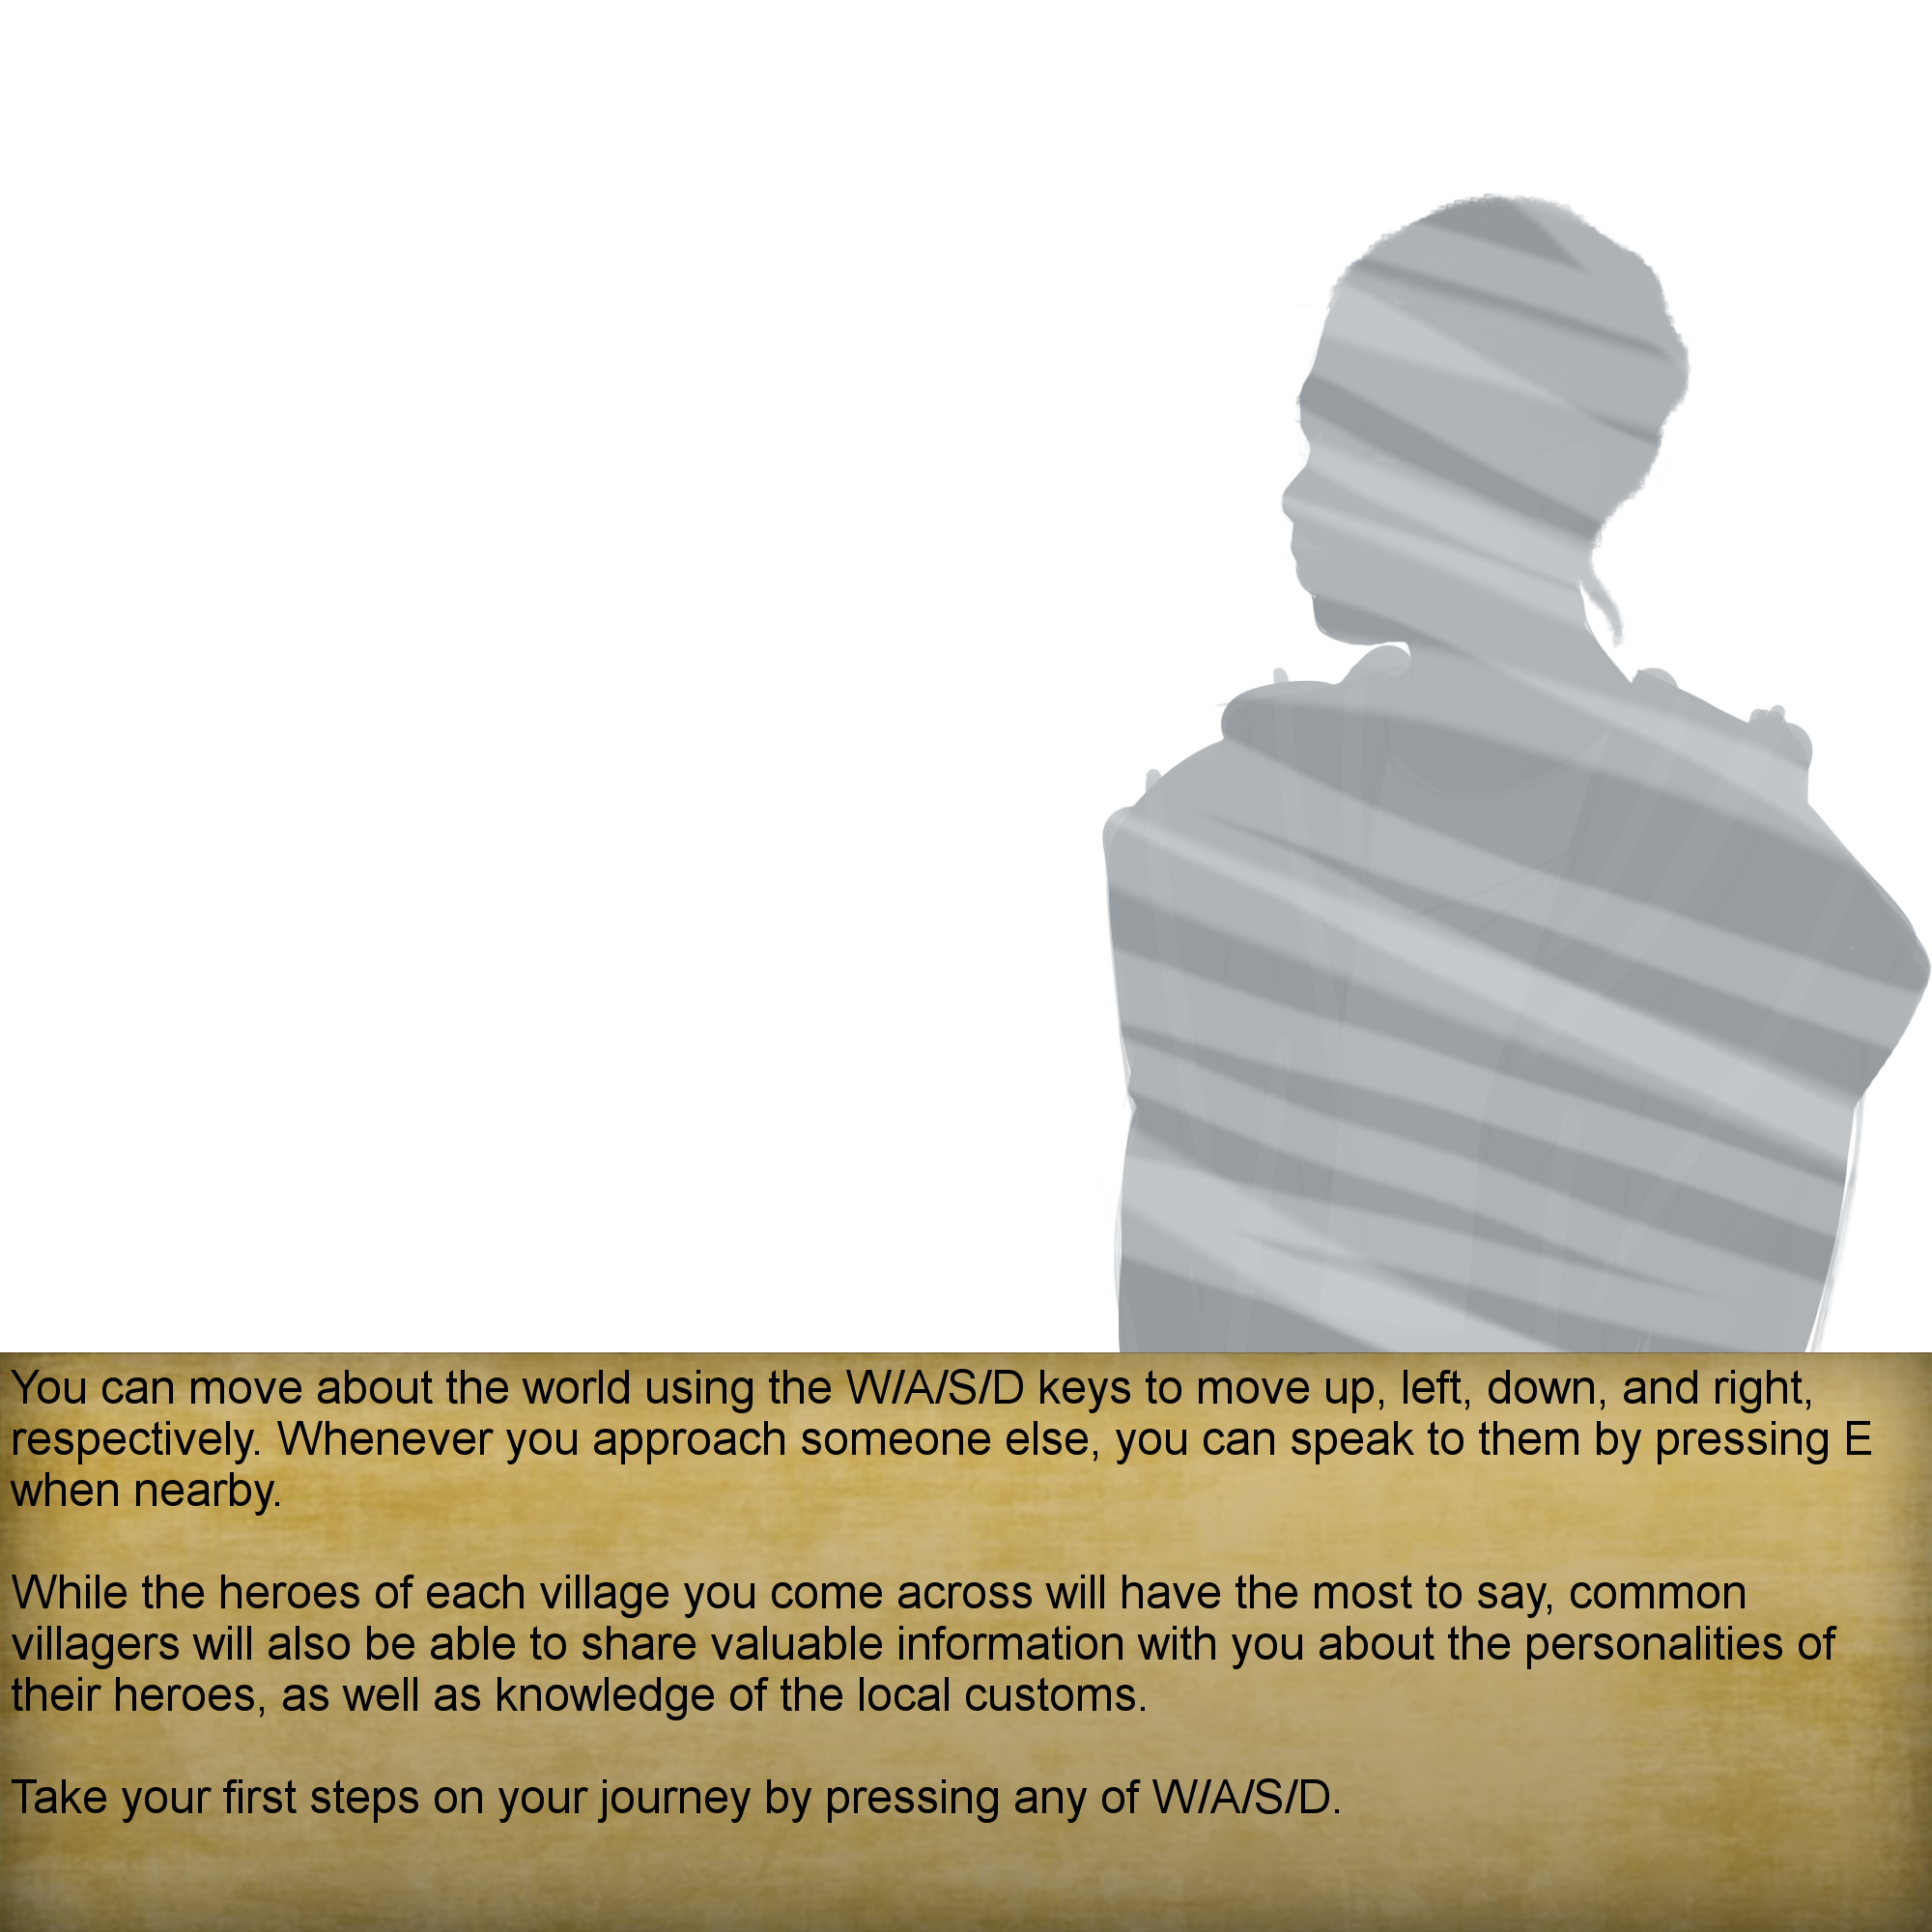 You can move about the world using the W/A/S/D keys to move up, left, down, and right,
respectively. Whenever you approach someone else, you can speak to them by pressing E
when nearby.
While the heroes of each village you come across will have the most to say, common
villagers will also be able to share valuable information with you about the personalities of
their heroes, as well as knowledge of the local customs.
Take your first steps on your journey by pressing any of W/A/S/D.